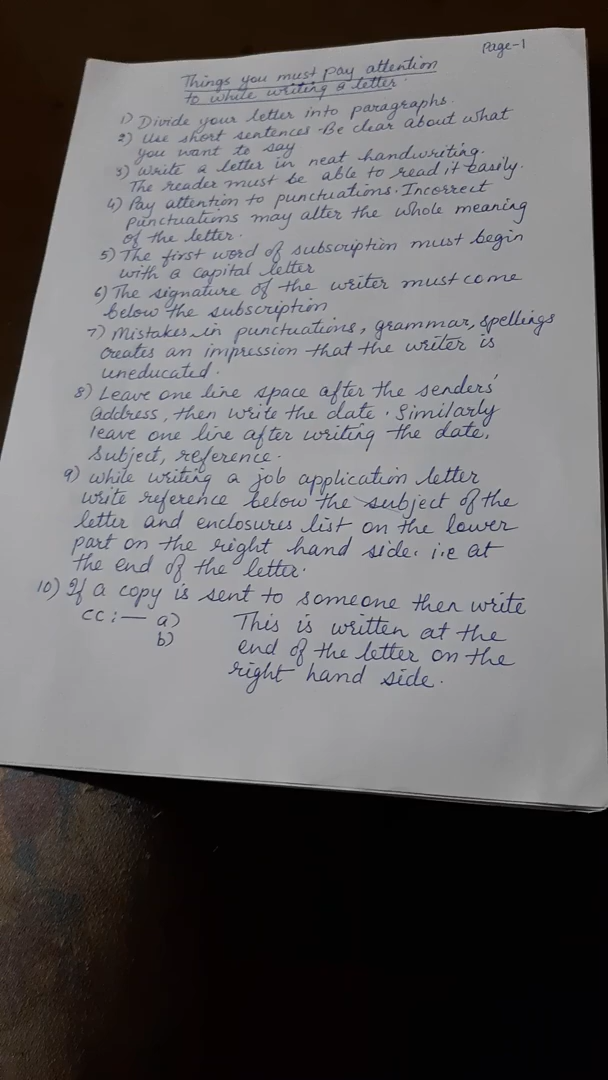 Page-1
Things you must pay attention
to while writing a letter.
1) Divide your letter into paragraphs.
2) Use short sentences. Be clear about what
you want to say
3) Write a letter in neat handwriting.
The reader must be able to read it easily.
4) Pay attention to punctuations. Incorrect
punctuations may alter the whole meaning
of the letter.
5) The first word of subscription must begin
with a capital letter
6) The signature of the writer must come
below the subscription
7) Mistakes in punctuations, grammar, spellings
creates an impression that the writer is
uneducated.
8) Leave one line space after the senders'
address, then write the date. Similarly
leave one line after writing the date,
subject, reference.
9) while writing a job application letter
write reference below the subject of the
letter and enclosures list on the lower
part on the right hand side. i.e at
the end of the letter.
10) If a copy is sent to someone then write
cc:— a) This is written at the
b) end of the letter on the
right hand side.